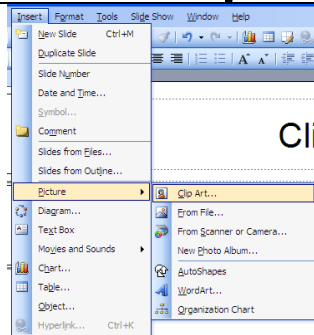 Insert Format Tools Slide Show Window Help
New Slide Ctrl+M
Duplicate Slide
Slide Number
Date and Time...
Symbol...
Comment
Slides from Files...
Slides from Outline...
Picture
Diagram...
Text Box
Movies and Sounds
Chart...
Table...
Object...
Hyperlink... Ctrl+K
Cli
Clip Art...
From File...
From Scanner or Camera...
New Photo Album...
AutoShapes
WordArt...
Organization Chart